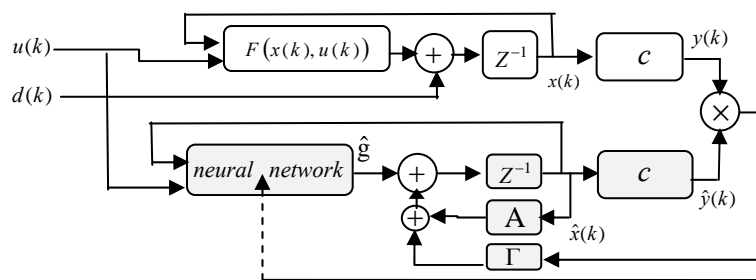 u(k)
F(x(k), u(k))
+
Z⁻¹
x(k)
c
y(k)
d(k)
×
neural network
ĝ
+
Z⁻¹
c
ŷ(k)
+
A
x̂(k)
Γ